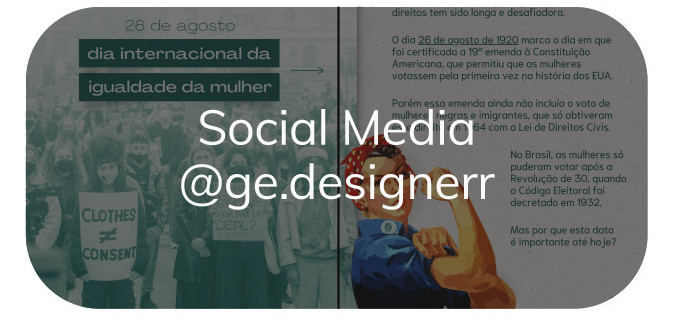 26 de agosto
dia internacional da
igualdade da mulher
CLOTHES
≠
CONSENT
DEAL?
direitos tem sido longa e desafiadora.
O dia 26 de agosto de 1920 marca o dia em que
foi certificada a 19ª emenda à Constituição
Americana, que permitiu que as mulheres
votassem pela primeira vez na história dos EUA.
Porém essa emenda ainda não incluía o voto de
mulheres negras e imigrantes, que só obtiveram
64 com a Lei de Direitos Civis.
No Brasil, as mulheres só
puderam votar após a
Revolução de 30, quando
o Código Eleitoral foi
decretado em 1932.
Mas por que esta data
é importante até hoje?
Social Media
@ge.designerr